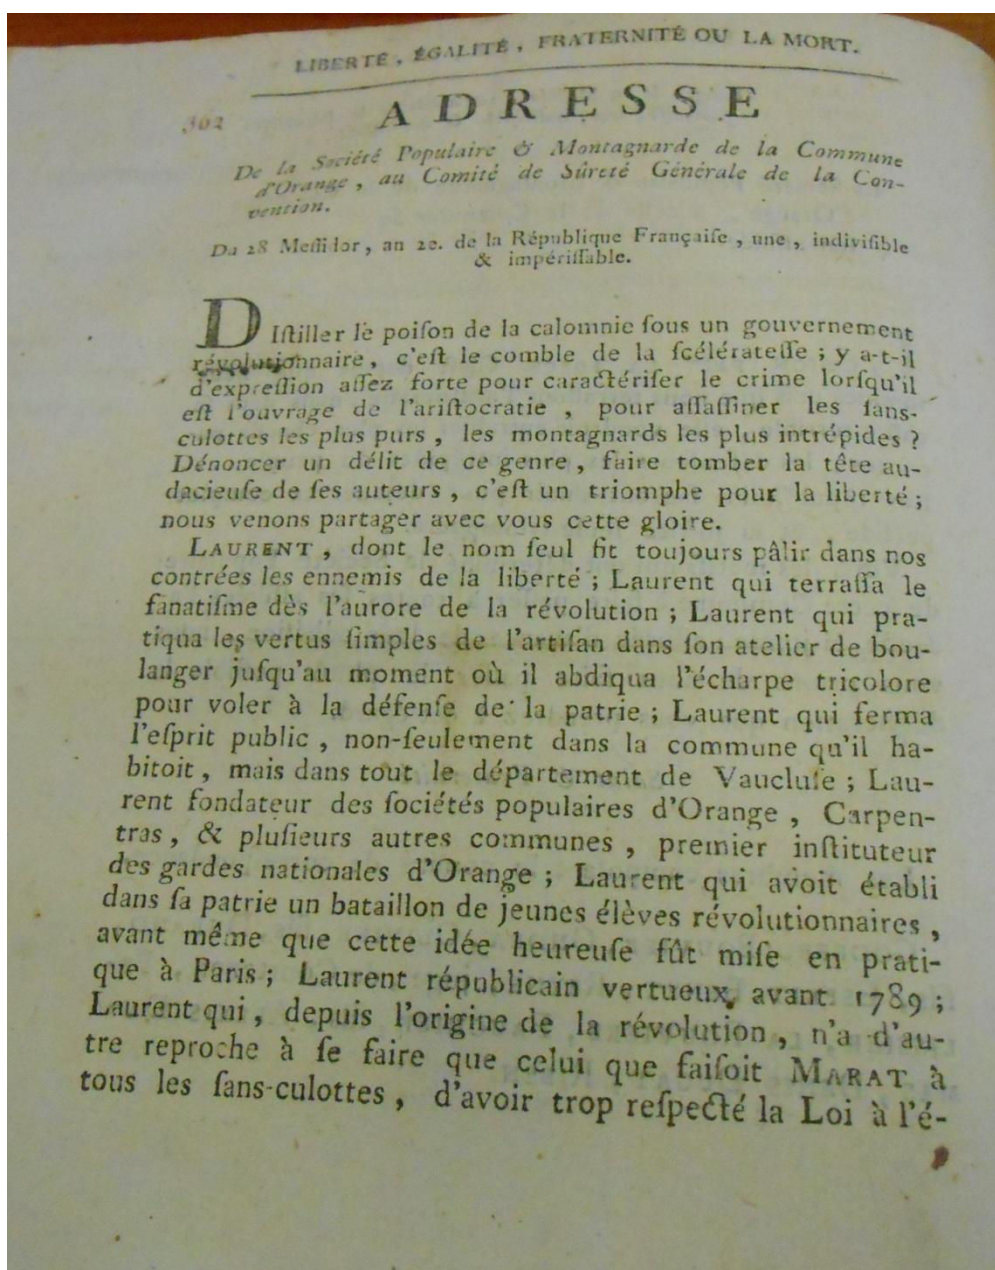 LIBERTÉ, ÉGALITÉ, FRATERNITÉ OU LA MORT.
302
ADRESSE
De la Société Populaire & Montagnarde de la Commune
d'Orange, au Comité de Sûreté Générale de la Con-
vention.
Du 28 Meſſidor, an 2e. de la République Françaiſe, une, indiviſible
& impériſſable.
Diſtiller le poiſon de la calomnie ſous un gouvernement
révolutionnaire, c'eſt le comble de la ſcélérateſſe; y a-t-il
d'expreſſion aſſez forte pour caractériſer le crime lorſqu'il
eſt l'ouvrage de l'ariſtocratie, pour aſſaſſiner les ſans-
culottes les plus purs, les montagnards les plus intrépides?
Dénoncer un délit de ce genre, faire tomber la tête au-
dacieuſe de ſes auteurs, c'eſt un triomphe pour la liberté;
nous venons partager avec vous cette gloire.
LAURENT, dont le nom ſeul fit toujours pâlir dans nos
contrées les ennemis de la liberté; Laurent qui terraſſa le
fanatiſme dès l'aurore de la révolution; Laurent qui pra-
tiqua les vertus ſimples de l'artiſan dans ſon atelier de bou-
langer juſqu'au moment où il abdiqua l'écharpe tricolore
pour voler à la défenſe de la patrie; Laurent qui ferma
l'eſprit public, non-ſeulement dans la commune qu'il ha-
bitoit, mais dans tout le département de Vaucluſe; Lau-
rent fondateur des ſociétés populaires d'Orange, Carpen-
tras, & pluſieurs autres communes, premier inſtituteur
des gardes nationales d'Orange; Laurent qui avoit établi
dans ſa patrie un bataillon de jeunes élèves révolutionnaires,
avant même que cette idée heureuſe fût miſe en prati-
que à Paris; Laurent républicain vertueux, avant 1789;
Laurent qui, depuis l'origine de la révolution, n'a d'au-
tre reproche à ſe faire que celui que faiſoit MARAT à
tous les ſans-culottes, d'avoir trop reſpecté la Loi à l'é-